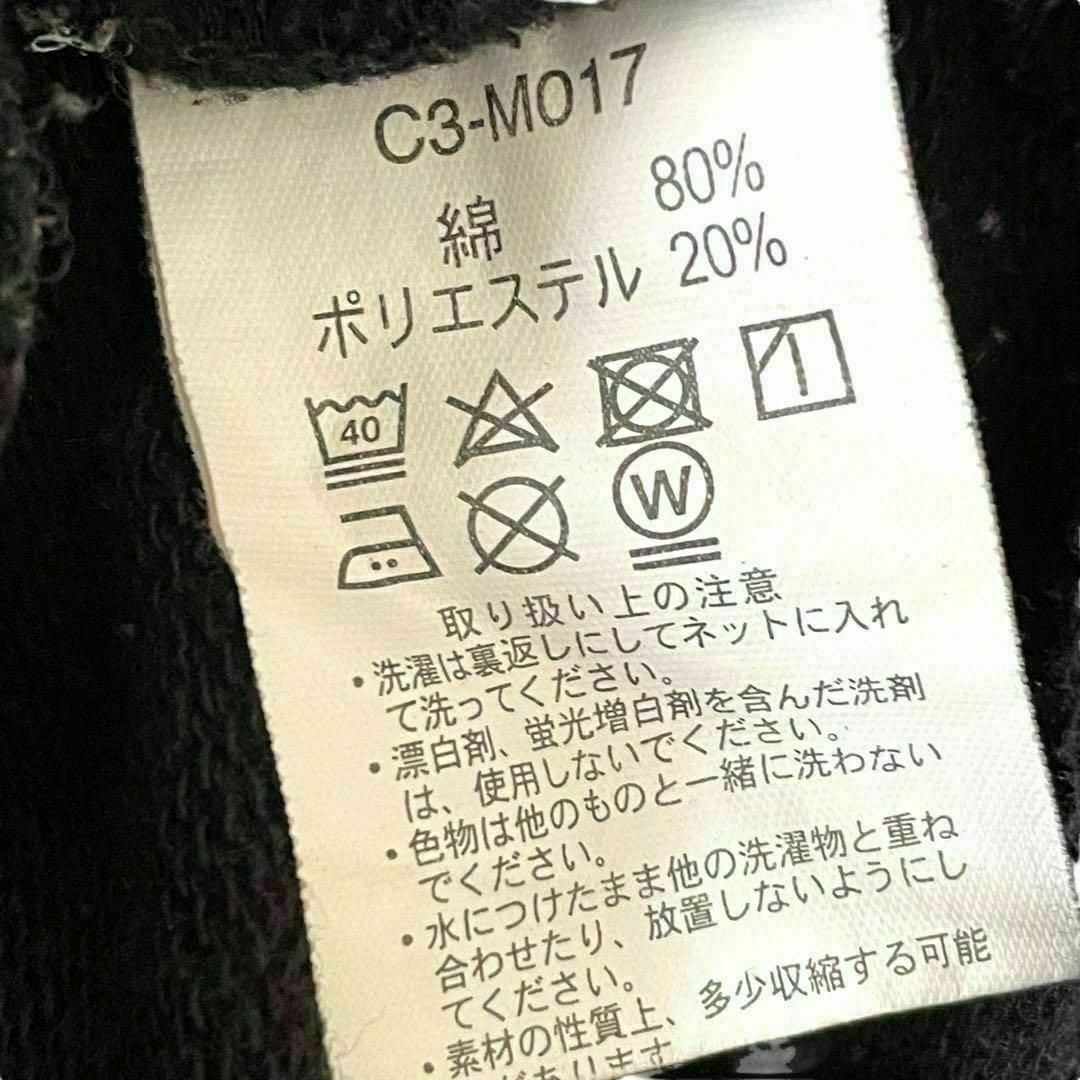 C3-M017
綿 80%
ポリエステル 20%
40
W
取り扱い上の注意
・洗濯は裏返しにしてネットに入れ
て洗ってください。
・漂白剤、蛍光増白剤を含んだ洗剤
は、使用しないでください。
・色物は他のものと一緒に洗わない
でください。
・水につけたまま他の洗濯物と重ね
合わせたり、放置しないようにし
てください。
・素材の性質上、多少収縮する可能
があります